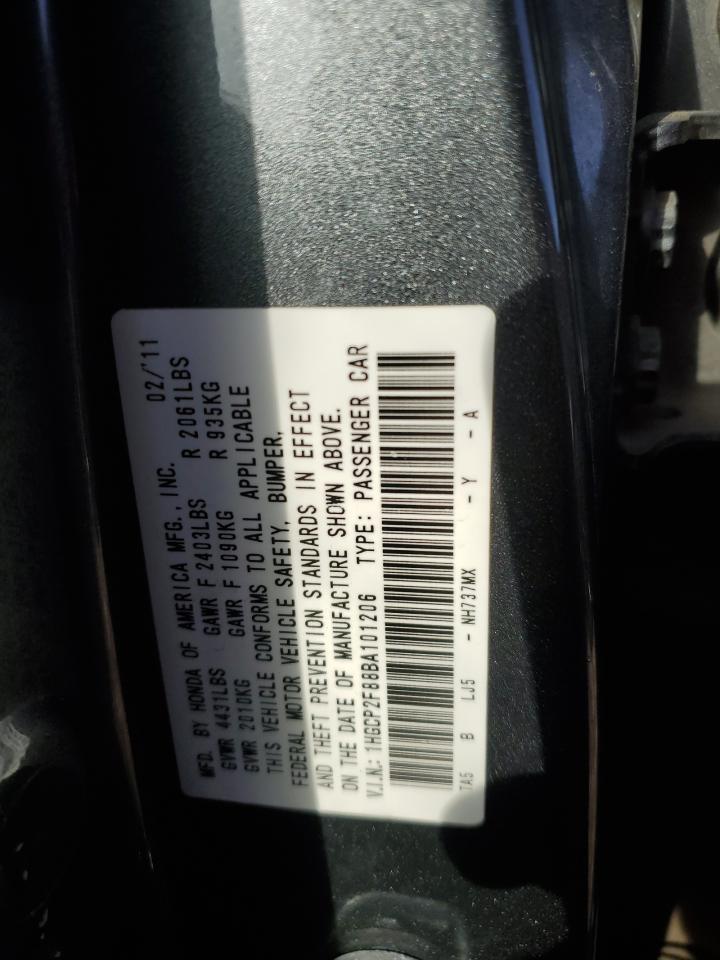 MFD. BY HONDA OF AMERICA MFG., INC. 02/'11
GVWR 4431LBS GAWR F 2403LBS R 2061LBS
GVWR 2010KG GAWR F 1090KG R 935KG
THIS VEHICLE CONFORMS TO ALL APPLICABLE
FEDERAL MOTOR VEHICLE SAFETY, BUMPER,
AND THEFT PREVENTION STANDARDS IN EFFECT
ON THE DATE OF MANUFACTURE SHOWN ABOVE.
V.I.N.: 1HGCP2F88BA101206 TYPE: PASSENGER CAR
TA5 B LJ5 - NH737MX - Y - A